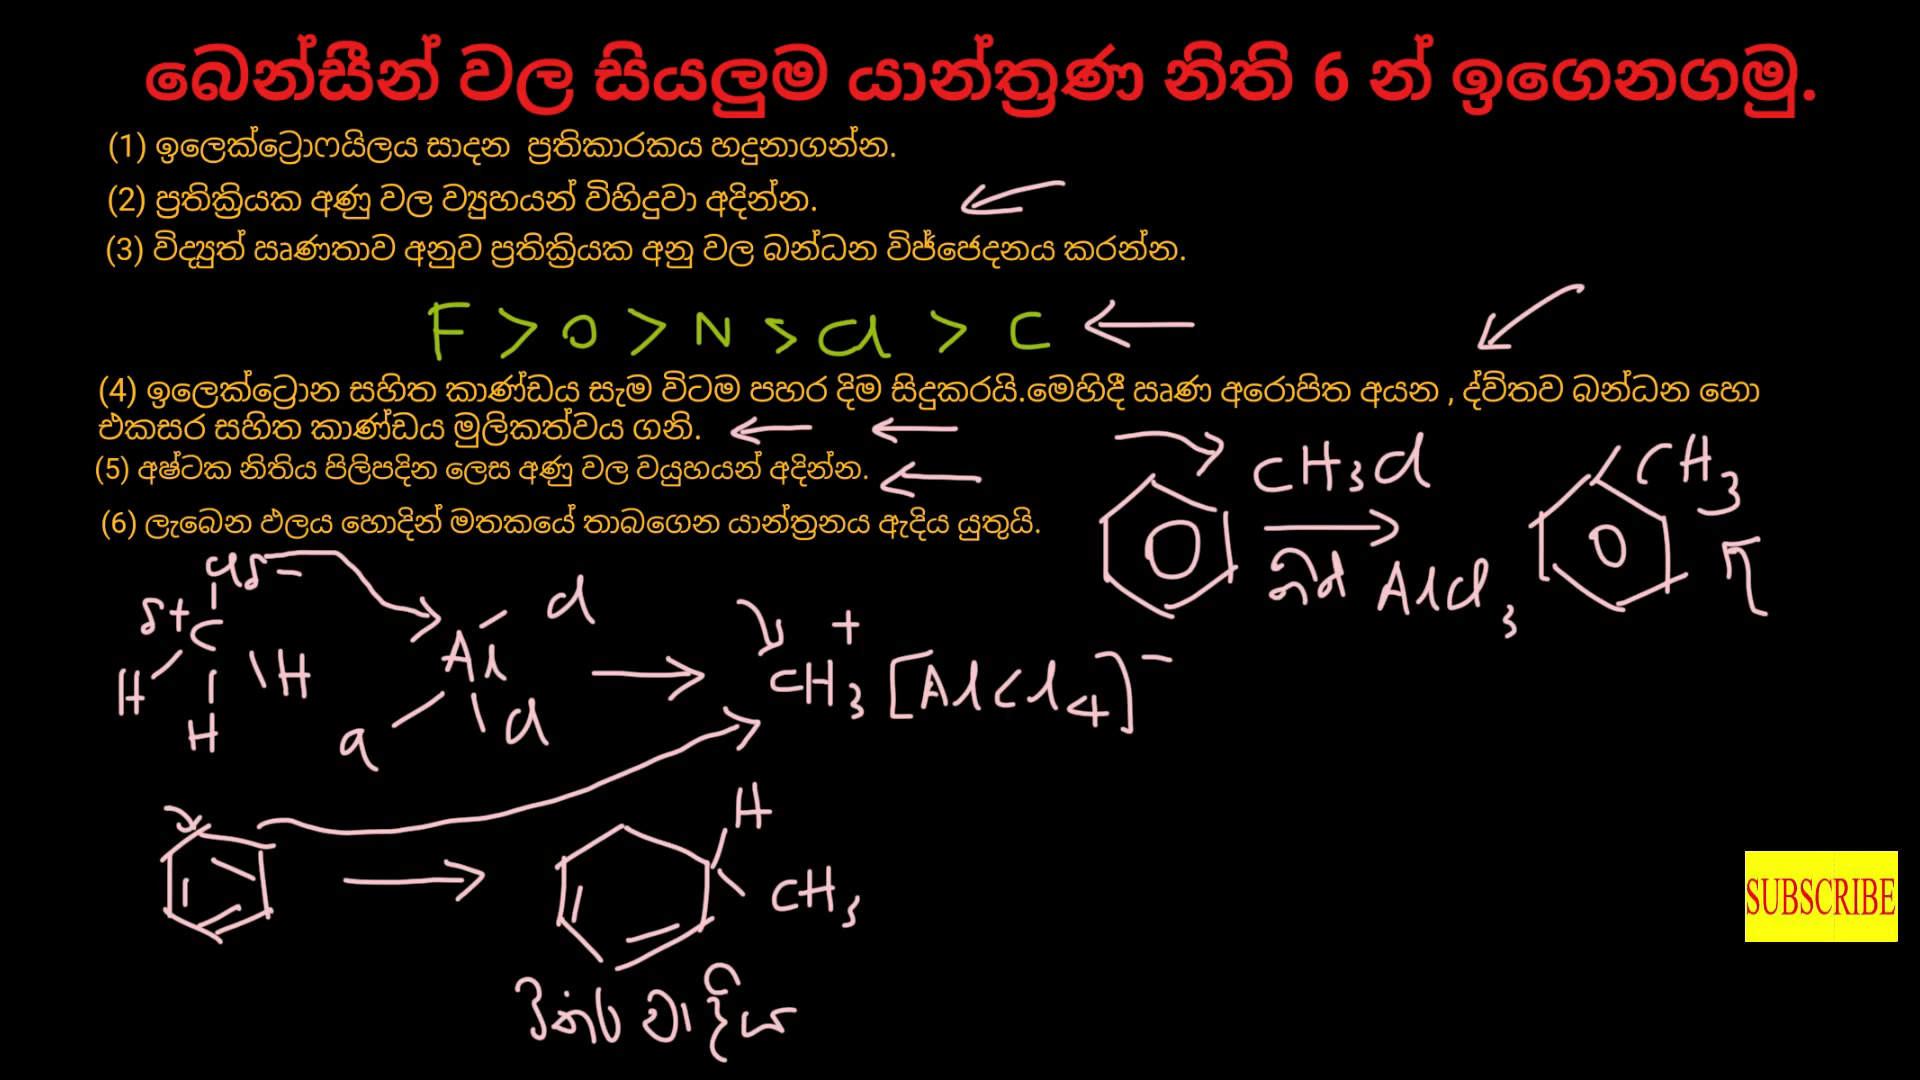 බෙන්සීන් වල සියලුම යාන්ත්‍රණ නිති 6 න් ඉගෙනගමු.
(1) ඉලෙක්ට්‍රොෆයිලය සාදන ප්‍රතිකාරකය හදුනාගන්න.
(2) ප්‍රතික්‍රියක අණු වල ව්‍යුහයන් විහිදුවා අදින්න.
(3) විද්‍යුත් සෘණතාව අනුව ප්‍රතික්‍රියක අනු වල බන්ධන විජ්ජෙදනය කරන්න.
F > O > N > Cl > C
(4) ඉලෙක්ට්‍රොන සහිත කාණ්ඩය සැම විටම පහර දිම සිදුකරයි.මෙහිදී සෘණ අරොපිත අයන , ද්විත්ව බන්ධන හො
එකසර සහිත කාණ්ඩය මුලිකත්වය ගනි.
(5) අෂ්ටක නිතිය පිලිපදින ලෙස අණු වල වයුහයන් අදින්න.
(6) ලැබෙන ඵලය හොදින් මතකයේ තාබගෙන යාන්ත්‍රනය ඇදිය යුතුයි.
CH3Cl
CH3
නිර් AlCl3
Cl δ-
δ+ C
H H
H
Al Cl
Cl Cl
+
CH3 [AlCl4]-
H
CH3
SUBSCRIBE